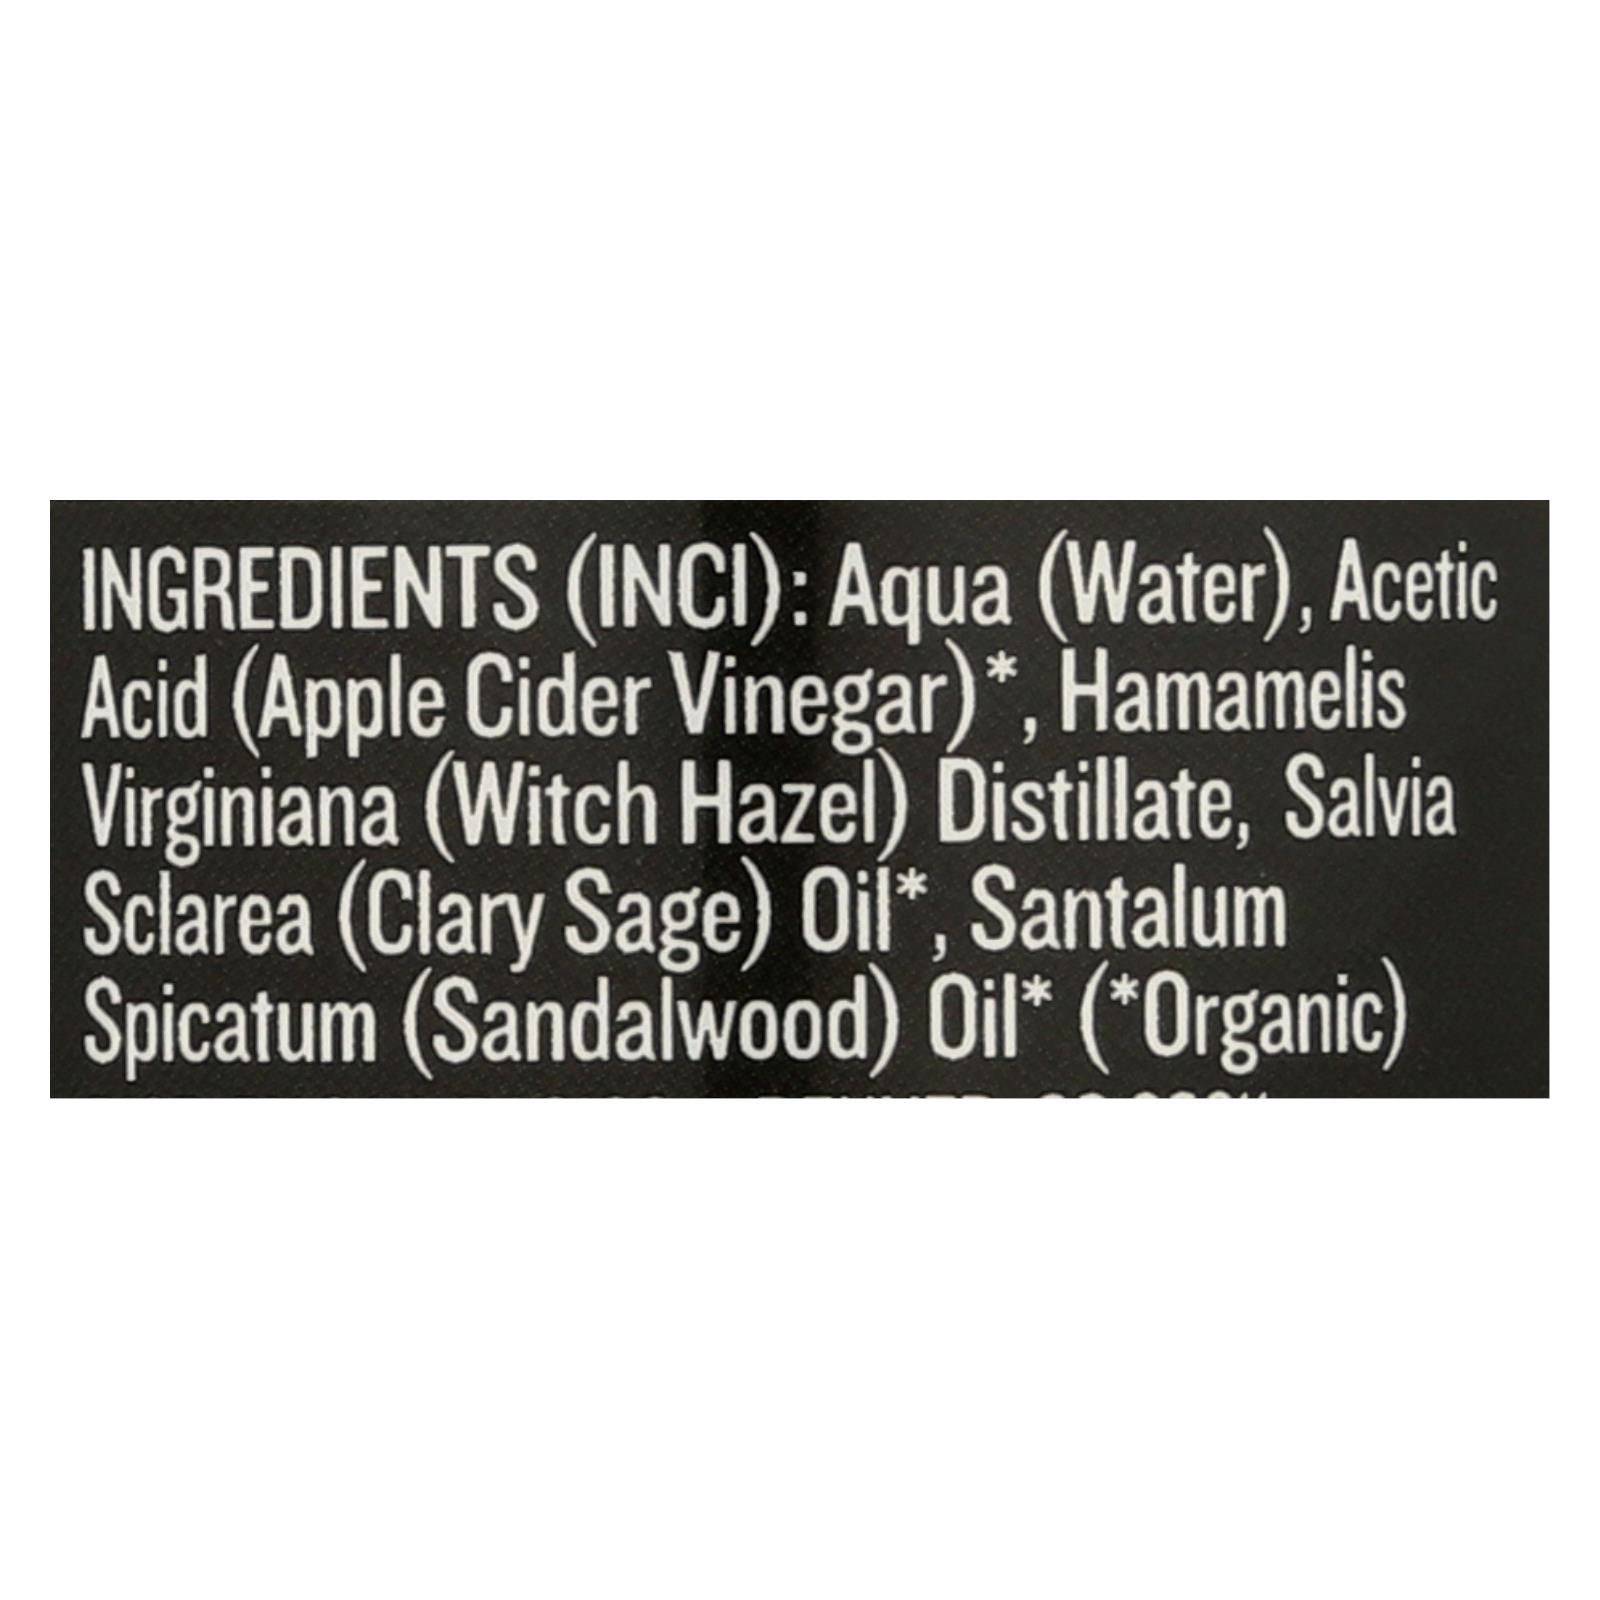 INGREDIENTS (INCI): Aqua (Water), Acetic
Acid (Apple Cider Vinegar)*, Hamamelis
Virginiana (Witch Hazel) Distillate, Salvia
Sclarea (Clary Sage) Oil*, Santalum
Spicatum (Sandalwood) Oil* (*Organic)